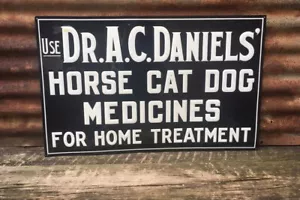 USE DR. A.C. DANIELS'
HORSE CAT DOG
MEDICINES
FOR HOME TREATMENT